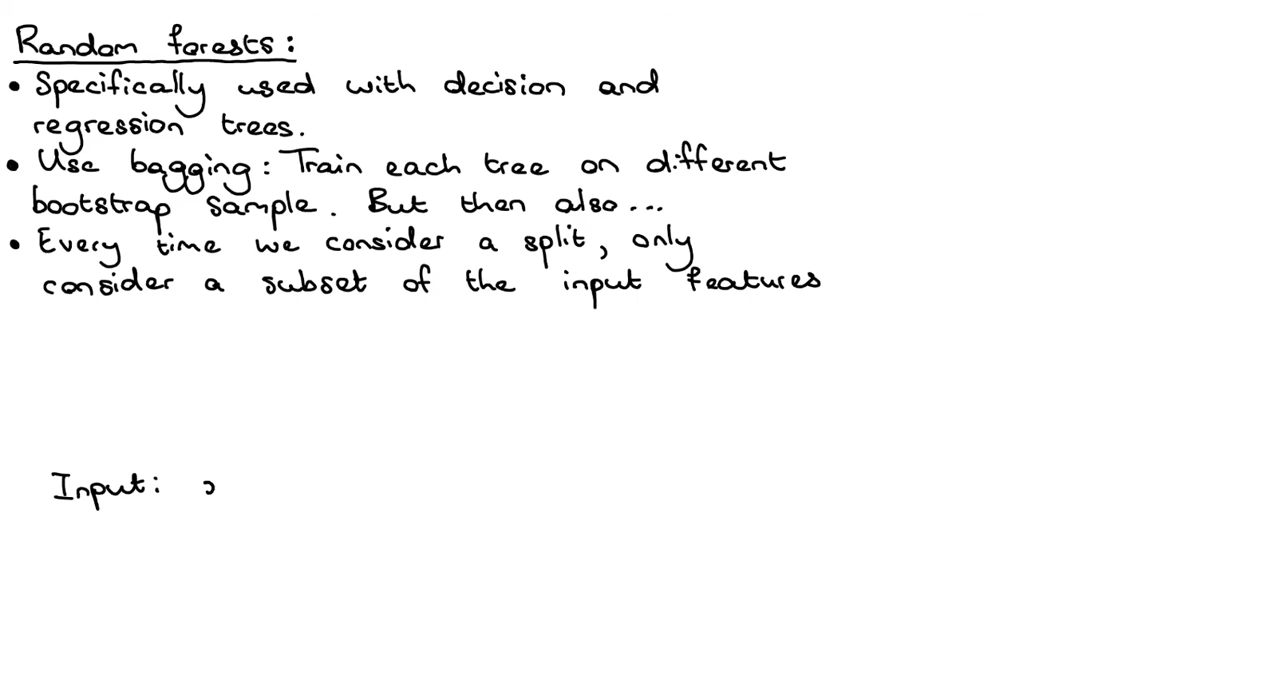 Random forests:
• Specifically used with decision and
regression trees.
• Use bagging: Train each tree on different
bootstrap sample. But then also...
• Every time we consider a split, only
consider a subset of the input features
Input: